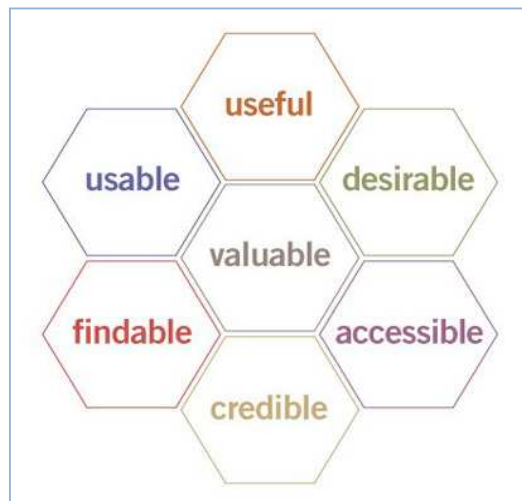 useful
usable
desirable
valuable
findable
accessible
credible